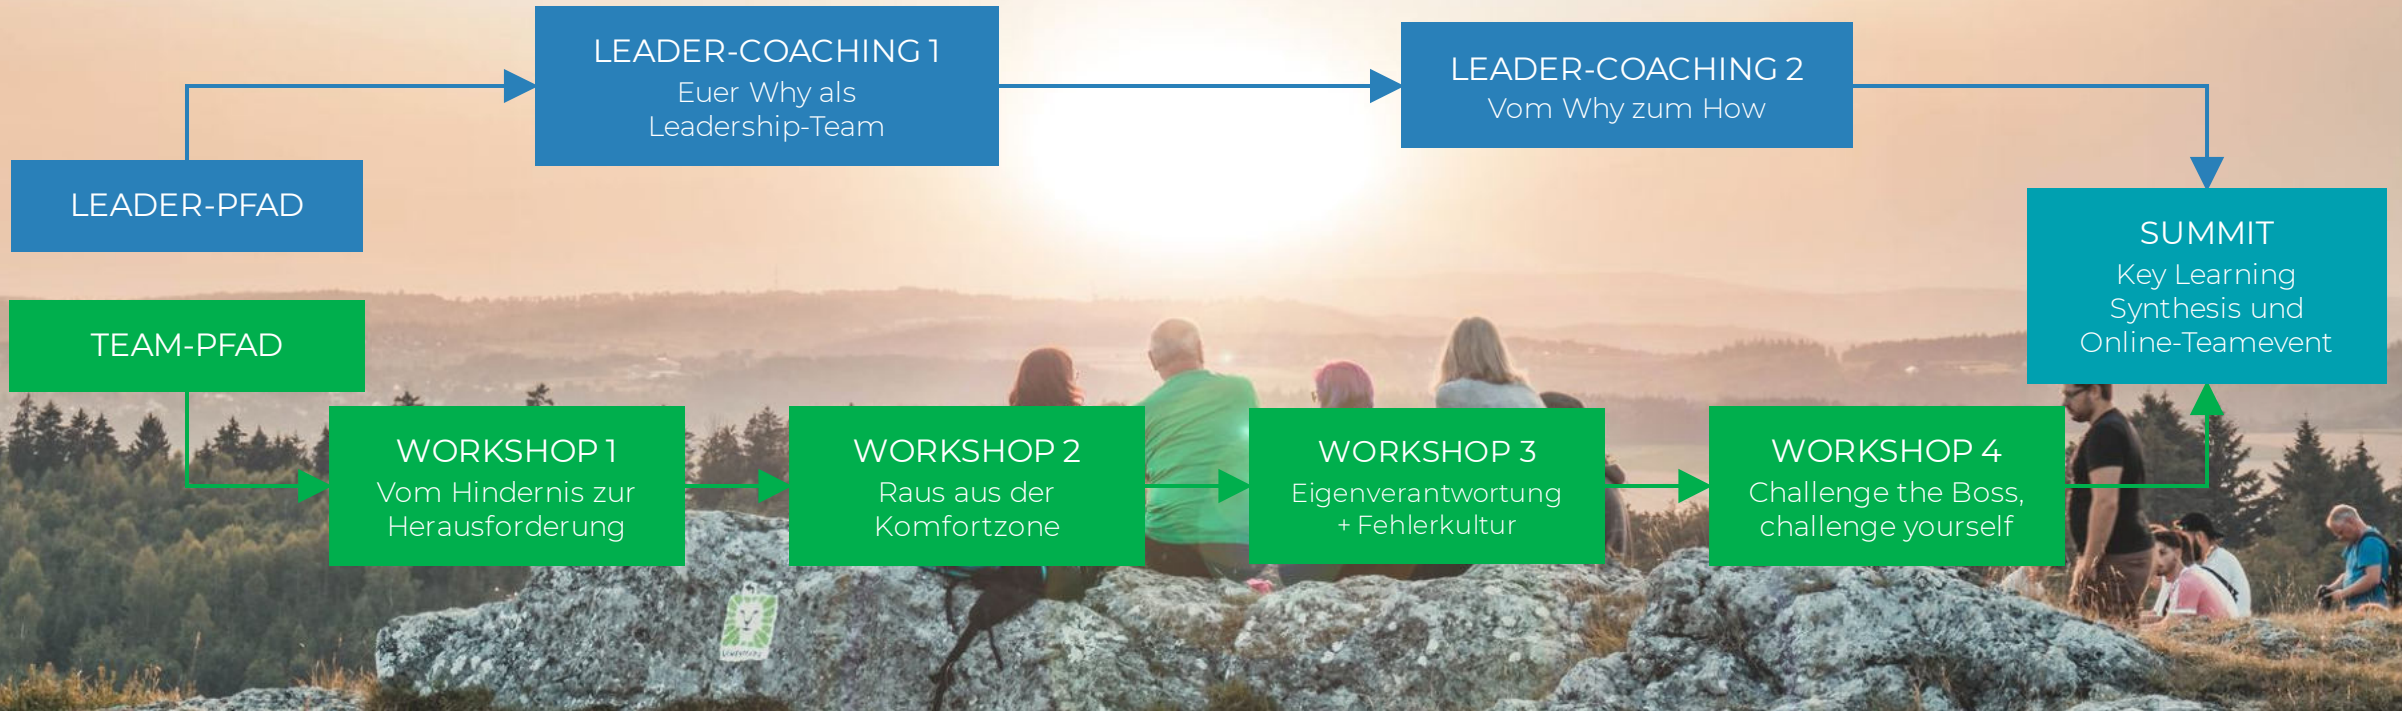 LEADER-PFAD
LEADER-COACHING 1
Euer Why als
Leadership-Team
LEADER-COACHING 2
Vom Why zum How
TEAM-PFAD
WORKSHOP 1
Vom Hindernis zur
Herausforderung
WORKSHOP 2
Raus aus der
Komfortzone
WORKSHOP 3
Eigenverantwortung
+ Fehlerkultur
WORKSHOP 4
Challenge the Boss,
challenge yourself
SUMMIT
Key Learning
Synthesis und
Online-Teamevent